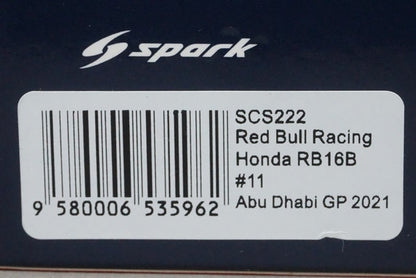 spark
SCS222
Red Bull Racing
Honda RB16B
#11
Abu Dhabi GP 2021
9 580006 535962